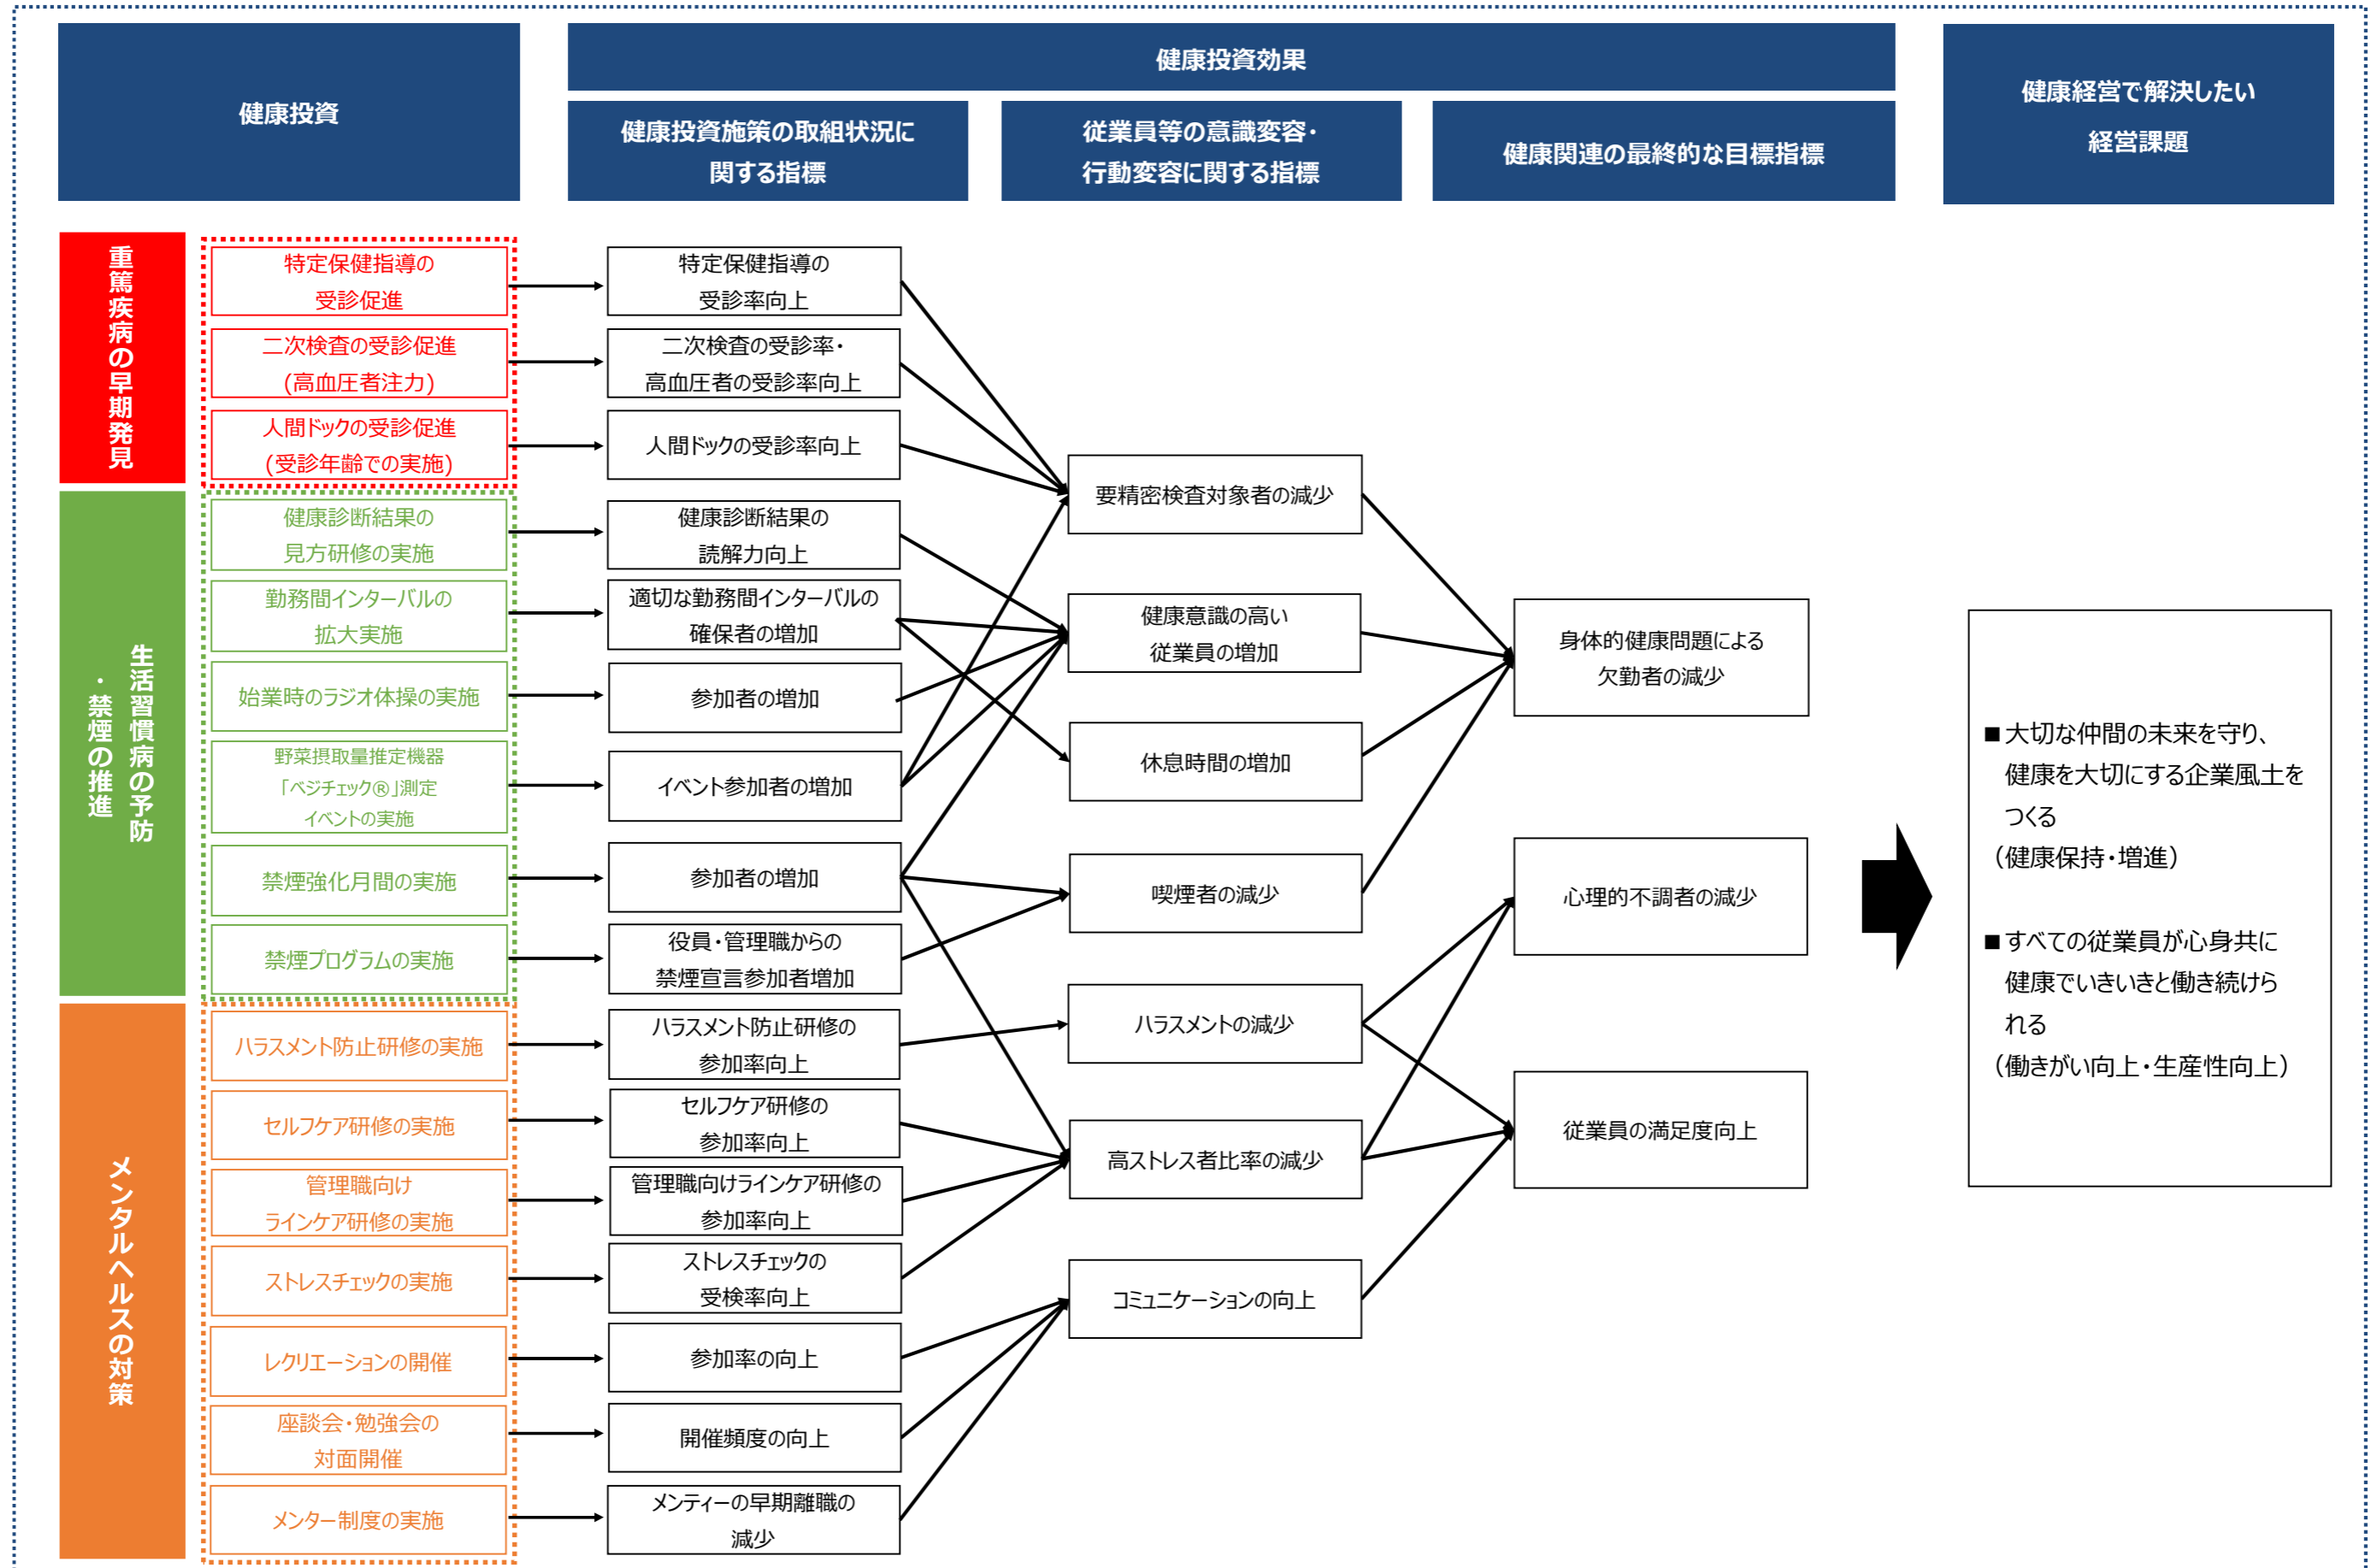 健康投資
健康投資効果
健康経営で解決したい
経営課題
健康投資施策の取組状況に
関する指標
従業員等の意識変容・
行動変容に関する指標
健康関連の最終的な目標指標
重篤疾病の早期発見
特定保健指導の
受診促進
二次検査の受診促進
(高血圧者注力)
人間ドックの受診促進
(受診年齢での実施)
生活習慣病の予防
・禁煙の推進
健康診断結果の
見方研修の実施
勤務間インターバルの
拡大実施
始業時のラジオ体操の実施
野菜摂取量推定機器
「ベジチェック®」測定
イベントの実施
禁煙強化月間の実施
禁煙プログラムの実施
メンタルヘルスの対策
ハラスメント防止研修の実施
セルフケア研修の実施
管理職向け
ラインケア研修の実施
ストレスチェックの実施
レクリエーションの開催
座談会・勉強会の
対面開催
メンター制度の実施
特定保健指導の
受診率向上
二次検査の受診率・
高血圧者の受診率向上
人間ドックの受診率向上
健康診断結果の
読解力向上
適切な勤務間インターバルの
確保者の増加
参加者の増加
イベント参加者の増加
参加者の増加
役員・管理職からの
禁煙宣言参加者増加
ハラスメント防止研修の
参加率向上
セルフケア研修の
参加率向上
管理職向けラインケア研修の
参加率向上
ストレスチェックの
受検率向上
参加率の向上
開催頻度の向上
メンティーの早期離職の
減少
要精密検査対象者の減少
健康意識の高い
従業員の増加
休息時間の増加
喫煙者の減少
ハラスメントの減少
高ストレス者比率の減少
コミュニケーションの向上
身体的健康問題による
欠勤者の減少
心理的不調者の減少
従業員の満足度向上
■大切な仲間の未来を守り、
健康を大切にする企業風土を
つくる
（健康保持・増進）
■すべての従業員が心身共に
健康でいきいきと働き続けら
れる
（働きがい向上・生産性向上）